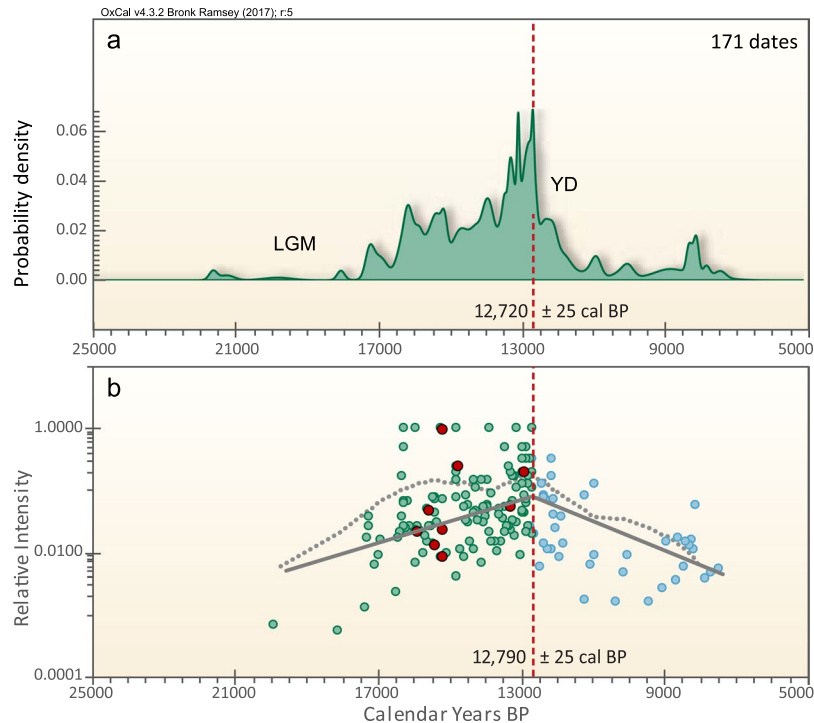 OxCal v4.3.2 Bronk Ramsey (2017); r:5
a
171 dates
Probability density
0.06
0.04
0.02
0.00
LGM
YD
12,720 ± 25 cal BP
25000 21000 17000 13000 9000 5000
b
Relative Intensity
1.0000
0.0100
0.0001
12,790 ± 25 cal BP
25000 21000 17000 13000 9000 5000
Calendar Years BP